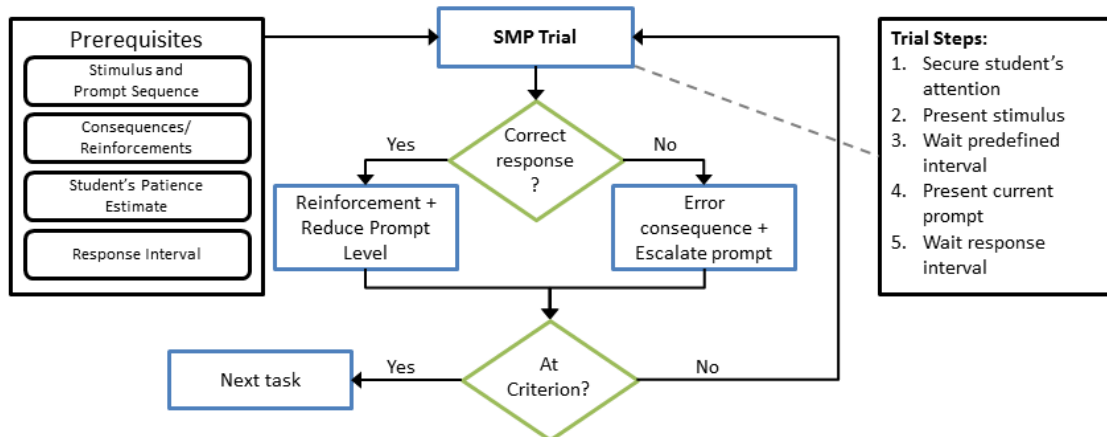 Prerequisites
Stimulus and
Prompt Sequence
Consequences/
Reinforcements
Student's Patience
Estimate
Response Interval
SMP Trial
Correct
response
?
Yes
No
Reinforcement +
Reduce Prompt
Level
Error
consequence +
Escalate prompt
At
Criterion?
Yes
No
Next task
Trial Steps:
1. Secure student's
attention
2. Present stimulus
3. Wait predefined
interval
4. Present current
prompt
5. Wait response
interval